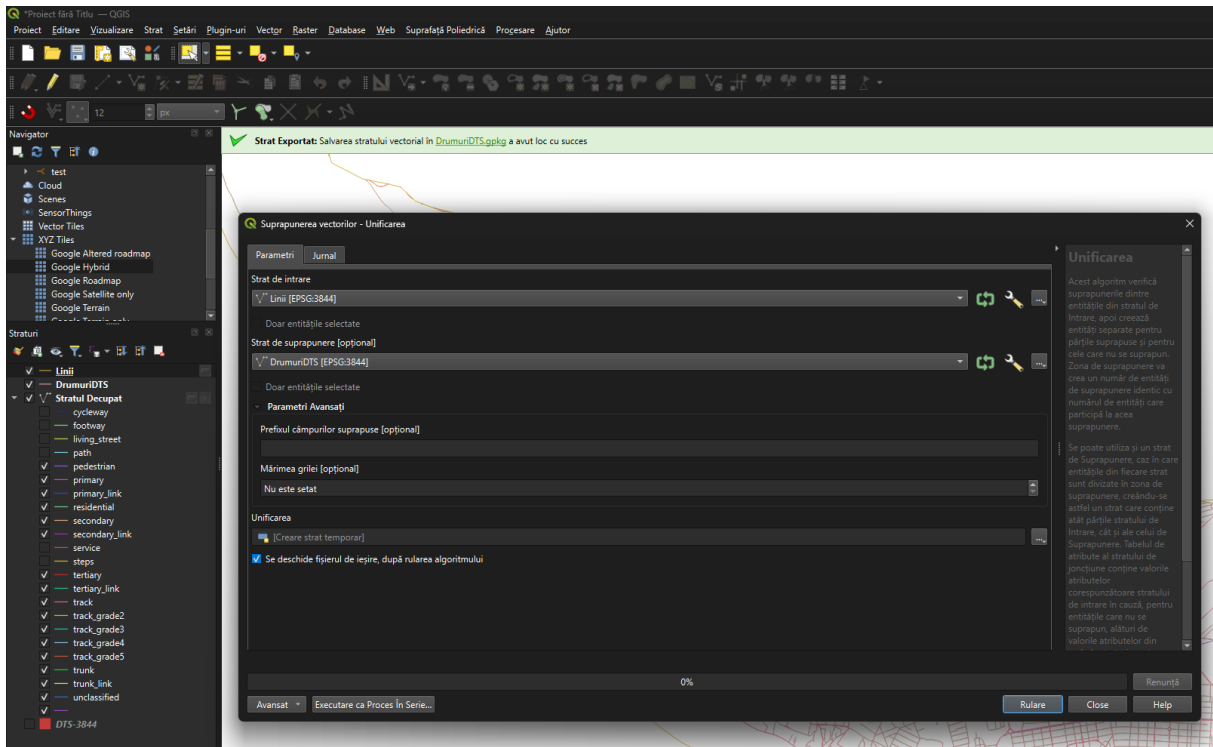 *Proiect fără Titlu — QGIS
Proiect Editare Vizualizare Strat Setări Plugin-uri Vector Raster Database Web Suprafață Poliedrică Procesare Ajutor
12 px
Navigator
Strat Exportat: Salvarea stratului vectorial în DrumuriDTS.gpkg a avut loc cu succes
test
Cloud
Scenes
SensorThings
Vector Tiles
XYZ Tiles
Google Altered roadmap
Google Hybrid
Google Roadmap
Google Satellite only
Google Terrain
Google Terrain only
Straturi
Linii
DrumuriDTS
Stratul Decupat
cycleway
footway
living_street
path
pedestrian
primary
primary_link
residential
secondary
secondary_link
service
steps
tertiary
tertiary_link
track
track_grade2
track_grade3
track_grade4
track_grade5
trunk
trunk_link
unclassified
DTS-3844
Suprapunerea vectorilor - Unificarea
Parametri Jurnal
Strat de intrare
Linii [EPSG:3844]
Doar entitățile selectate
Strat de suprapunere [opțional]
DrumuriDTS [EPSG:3844]
Doar entitățile selectate
Parametri Avansați
Prefixul câmpurilor suprapuse [opțional]
Mărimea grilei [opțional]
Nu este setat
Unificarea
[Creare strat temporar]
Se deschide fișierul de ieșire, după rularea algoritmului
0%
Renunță
Avansat Executare ca Proces În Serie... Rulare Close Help
Unificarea
Acest algoritm verifică
suprapunerile dintre
entitățile din stratul de
Intrare, apoi creează
entități separate pentru
părțile suprapuse și pentru
cele care nu se suprapun.
Zona de suprapunere va
crea un număr de entități
de suprapunere identic cu
numărul de entități care
participă la acea
suprapunere.
Se poate utiliza și un strat
de Suprapunere, caz în care
entitățile din fiecare strat
sunt divizate în zona de
suprapunere, creându-se
astfel un strat care conține
atât părțile stratului de
Intrare, cât și ale celui de
Suprapunere. Tabelul de
atribute al stratului de
joncțiune conține valorile
atributelor
corespunzătoare stratului
de intrare în cauză, pentru
entitățile care nu se
suprapun, alături de
valorile atributelor din